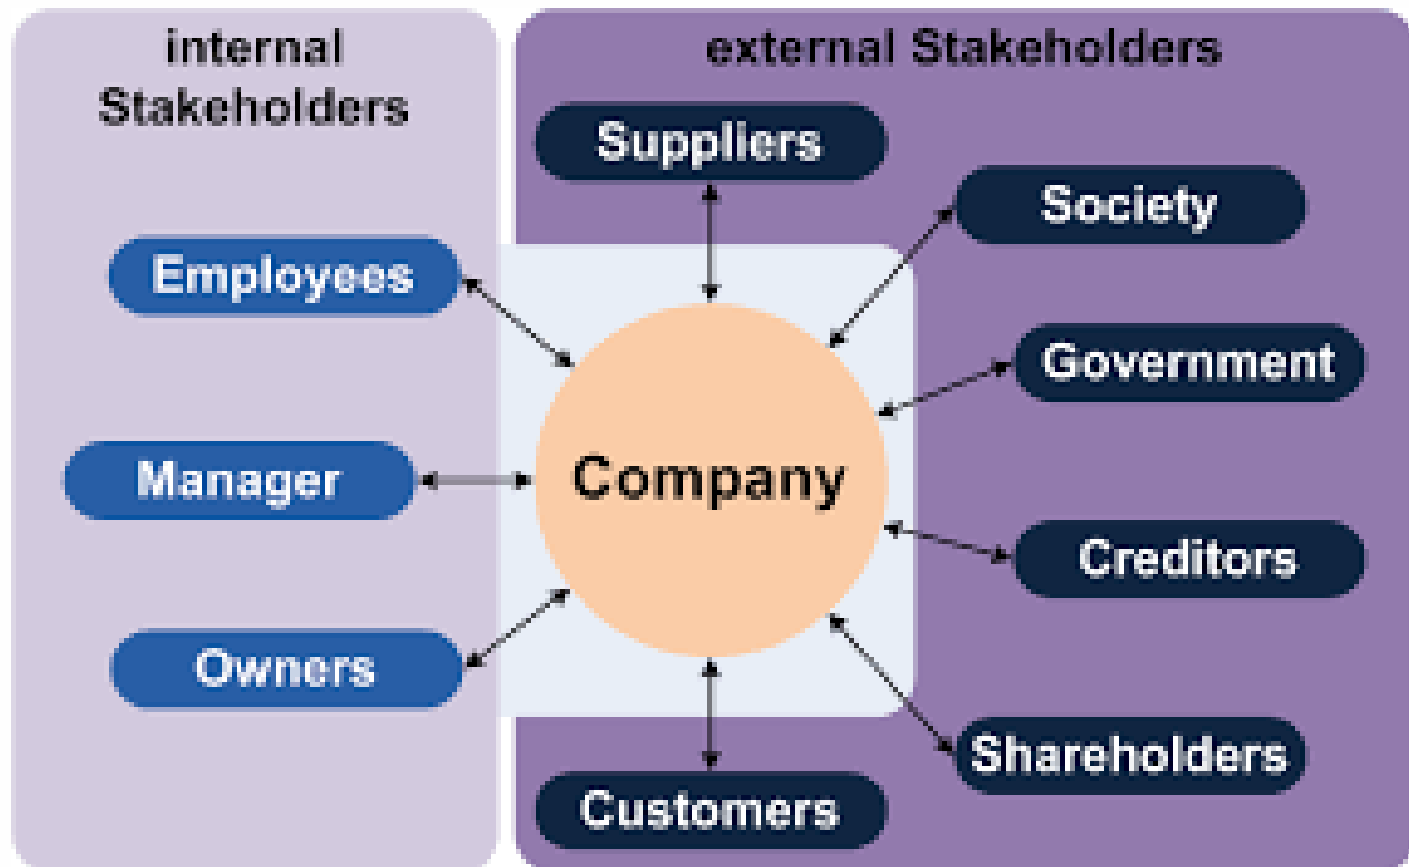 internal
Stakeholders
external Stakeholders
Suppliers
Society
Employees
Government
Manager
Company
Creditors
Owners
Shareholders
Customers